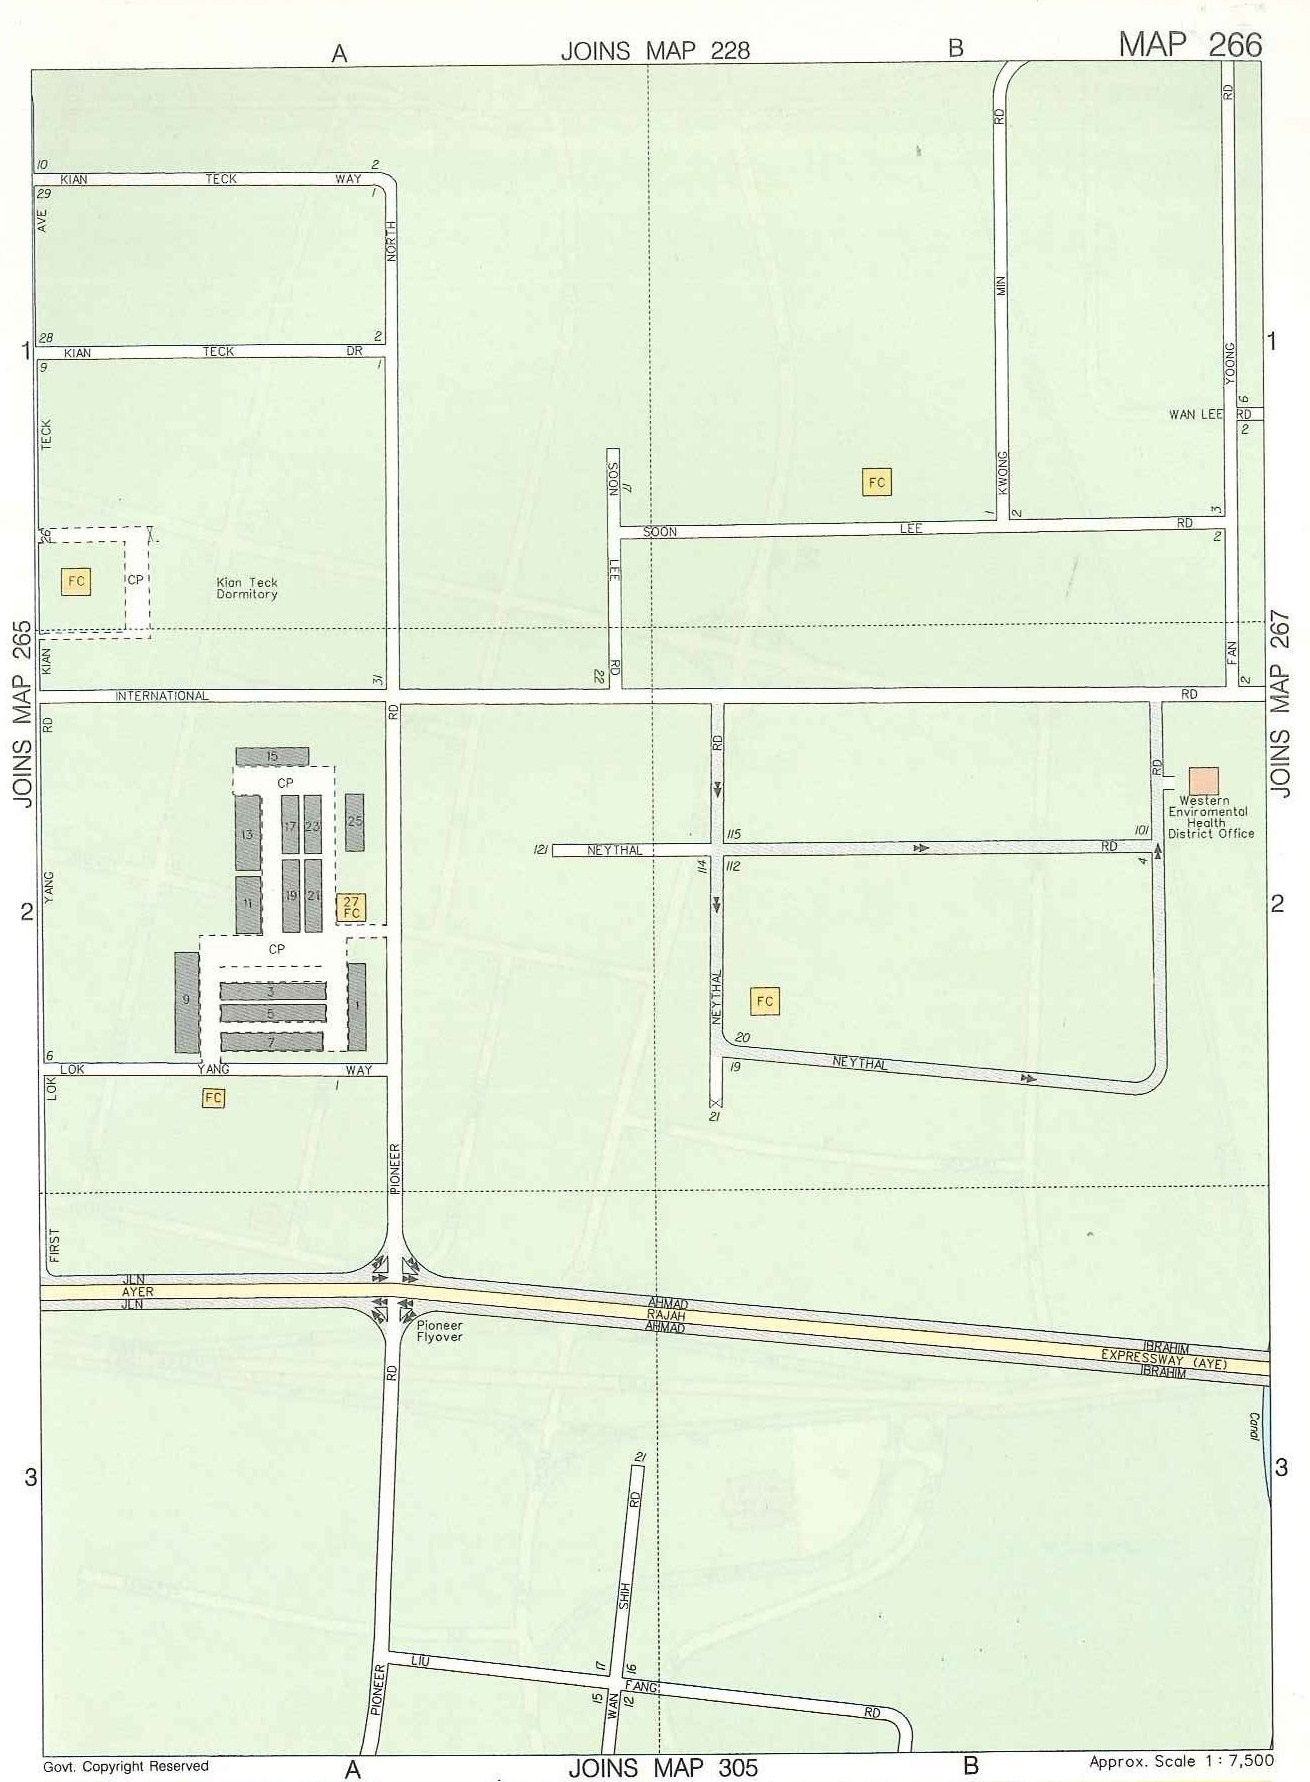 A
JOINS MAP 228
B
MAP 266
RD
RD
10
2
KIAN TECK WAY
29
1
AVE
NORTH
MIN
28
2
1
KIAN TECK DR
1
9
1
YOONG
6
WAN LEE RD
2
TECK
SOON
17
FC
KWONG
1
2
3
SOON LEE RD
2
26
LEE
FC
CP
Kian Teck
Dormitory
JOINS MAP 265
JOINS MAP 267
KIAN
31
22
RD
FAN
2
INTERNATIONAL RD
RD
RD
RD
RD
15
CP
Western
Enviromental
Health
District Office
13
17
23
25
115
101
121
NEYTHAL RD
114
112
4
YANG
11
19
21
27
FC
2
2
CP
9
3
5
7
1
NEYTHAL
FC
20
NEYTHAL
19
21
6
LOK YANG WAY
1
LOK
FC
PIONEER
FIRST
JLN
AYER
JLN
AHMAD
RAJAH
AHMAD
Pioneer
Flyover
IBRAHIM
EXPRESSWAY (AYE)
IBRAHIM
RD
Canal
3
3
21
RD
SHIH
LIU
17
16
FANG
15
12
WAN
RD
PIONEER
Govt. Copyright Reserved
A
JOINS MAP 305
B
Approx. Scale 1 : 7,500